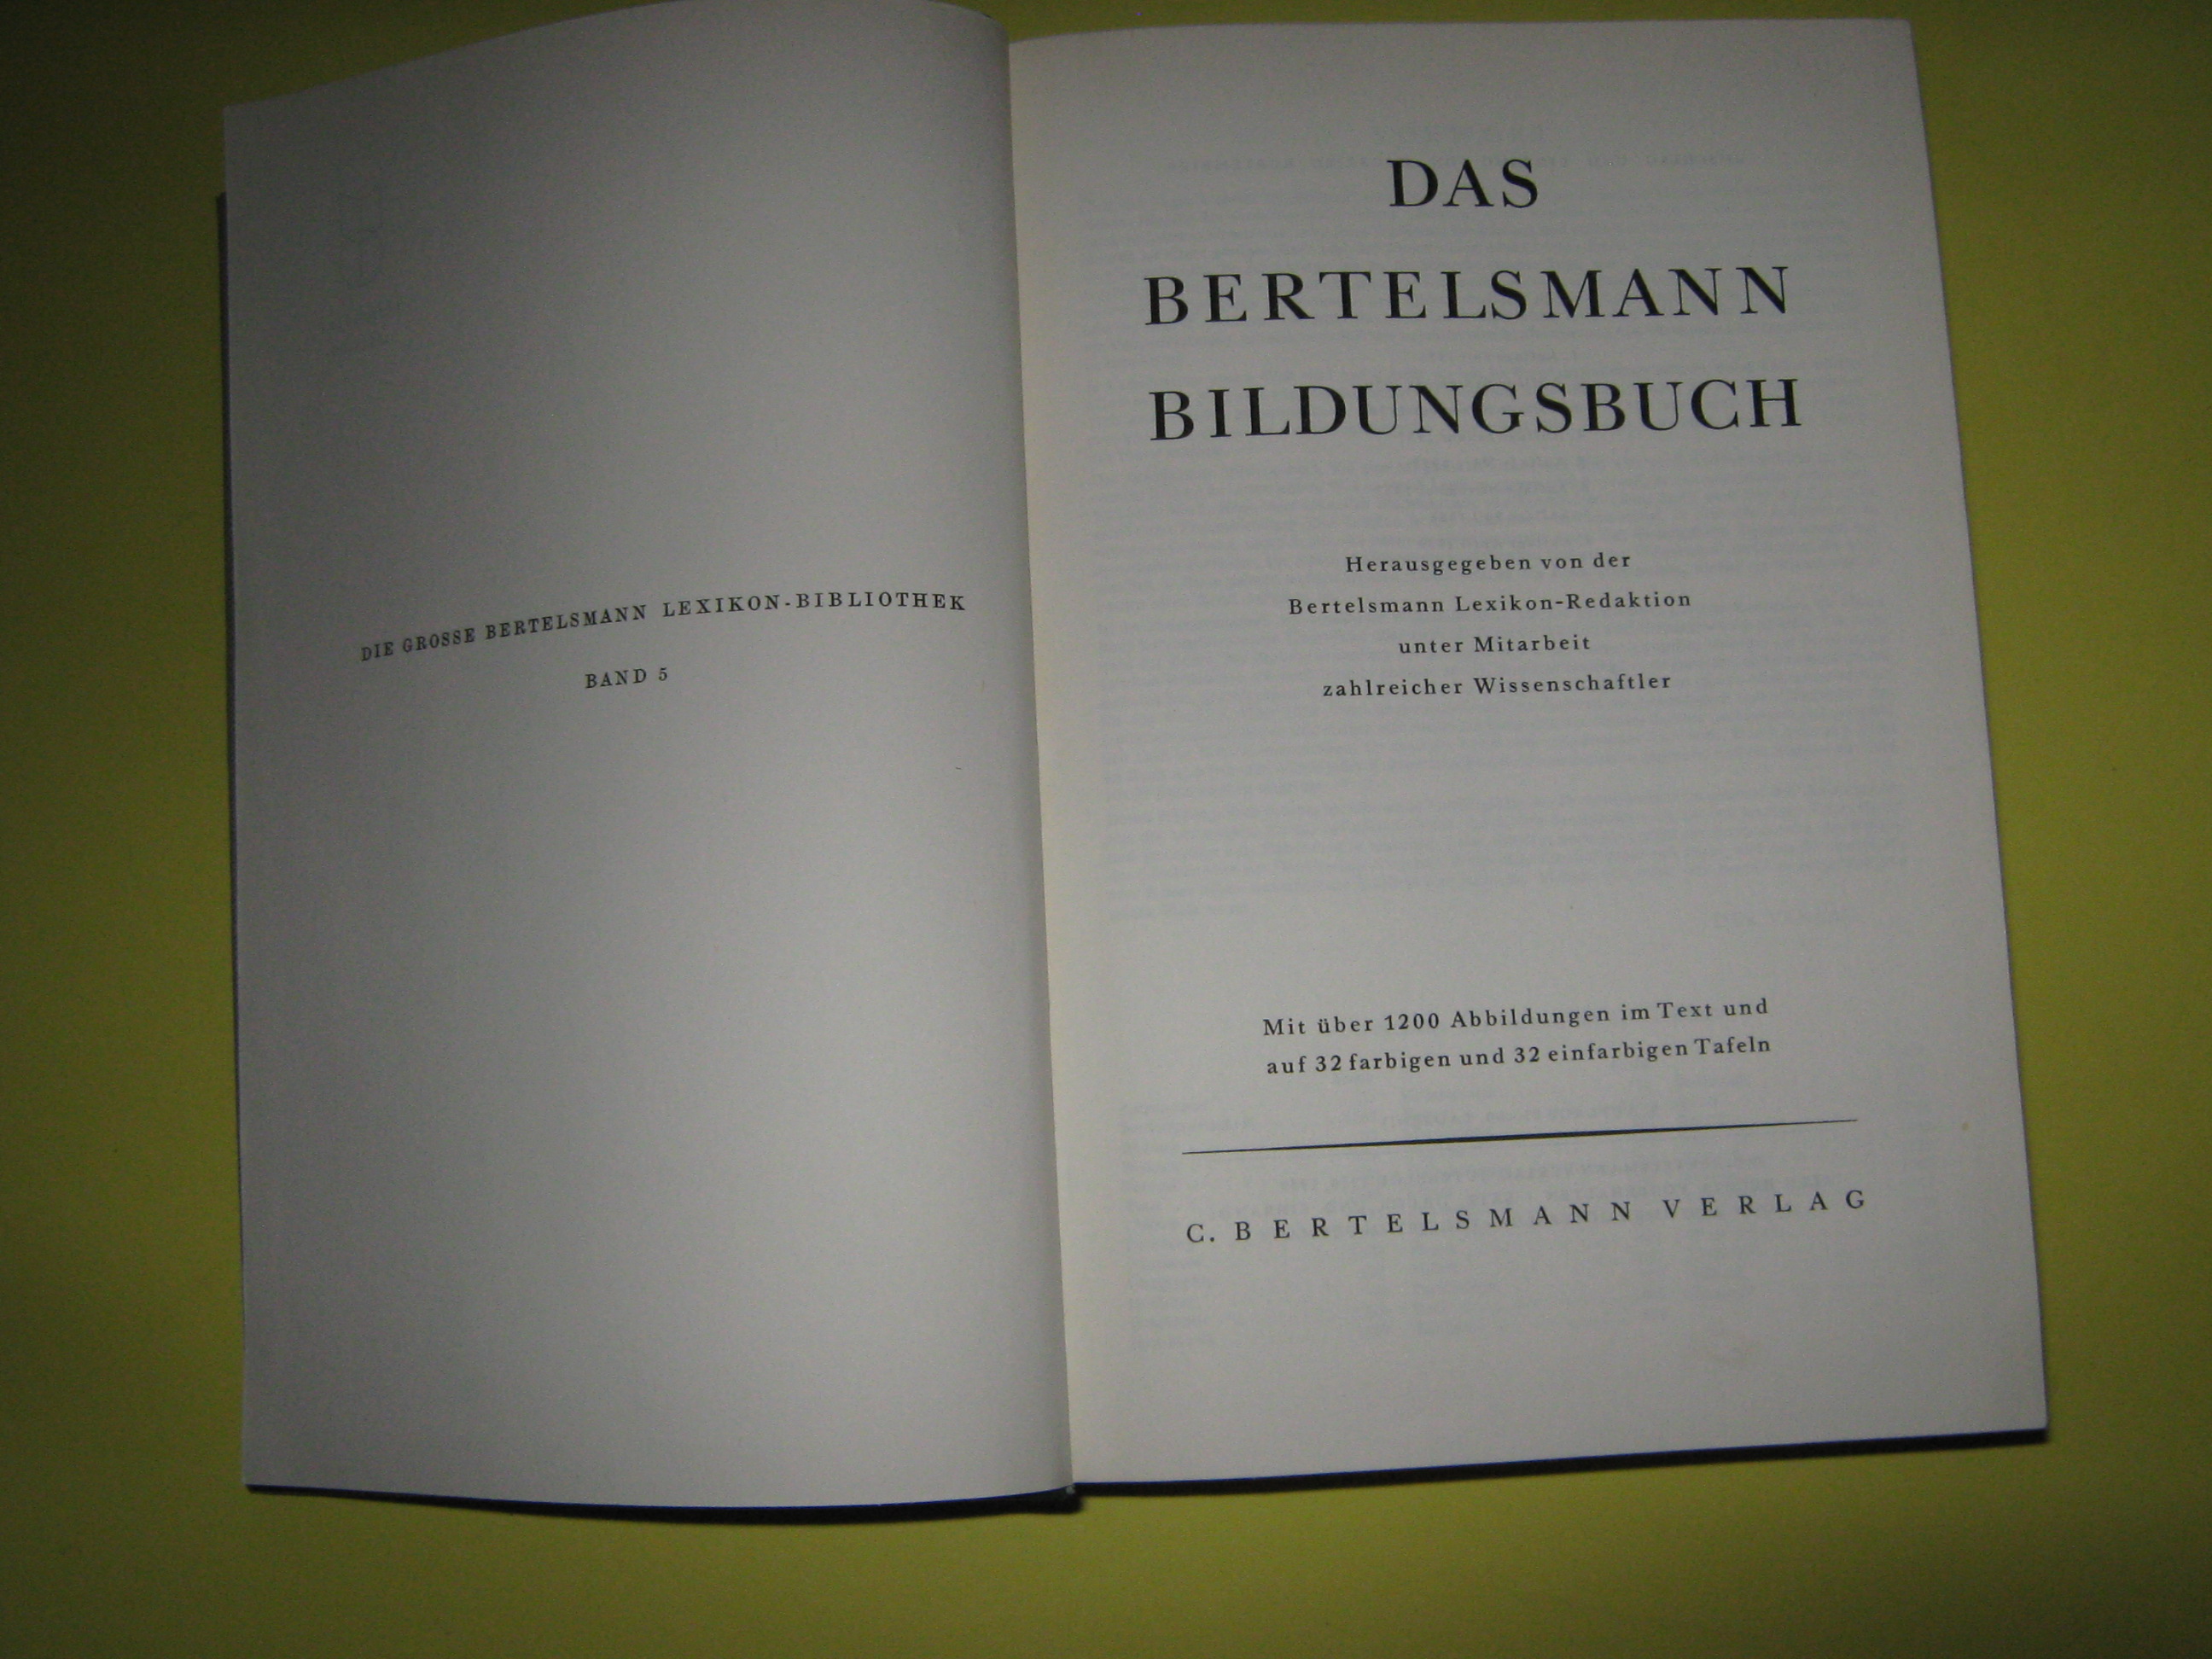 DIE GROSSE BERTELSMANN LEXIKON-BIBLIOTHEK
BAND 5
DAS
BERTELSMANN
BILDUNGSBUCH
Herausgegeben von der
Bertelsmann Lexikon-Redaktion
unter Mitarbeit
zahlreicher Wissenschaftler
Mit über 1200 Abbildungen im Text und
auf 32 farbigen und 32 einfarbigen Tafeln
C. BERTELSMANN VERLAG